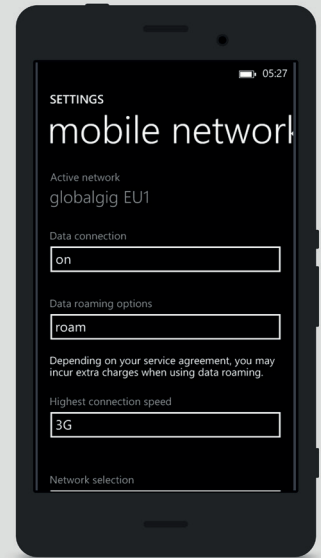 05:27
SETTINGS
mobile network
Active network
globalgig EU1
Data connection
on
Data roaming options
roam
Depending on your service agreement, you may
incur extra charges when using data roaming.
Highest connection speed
3G
Network selection